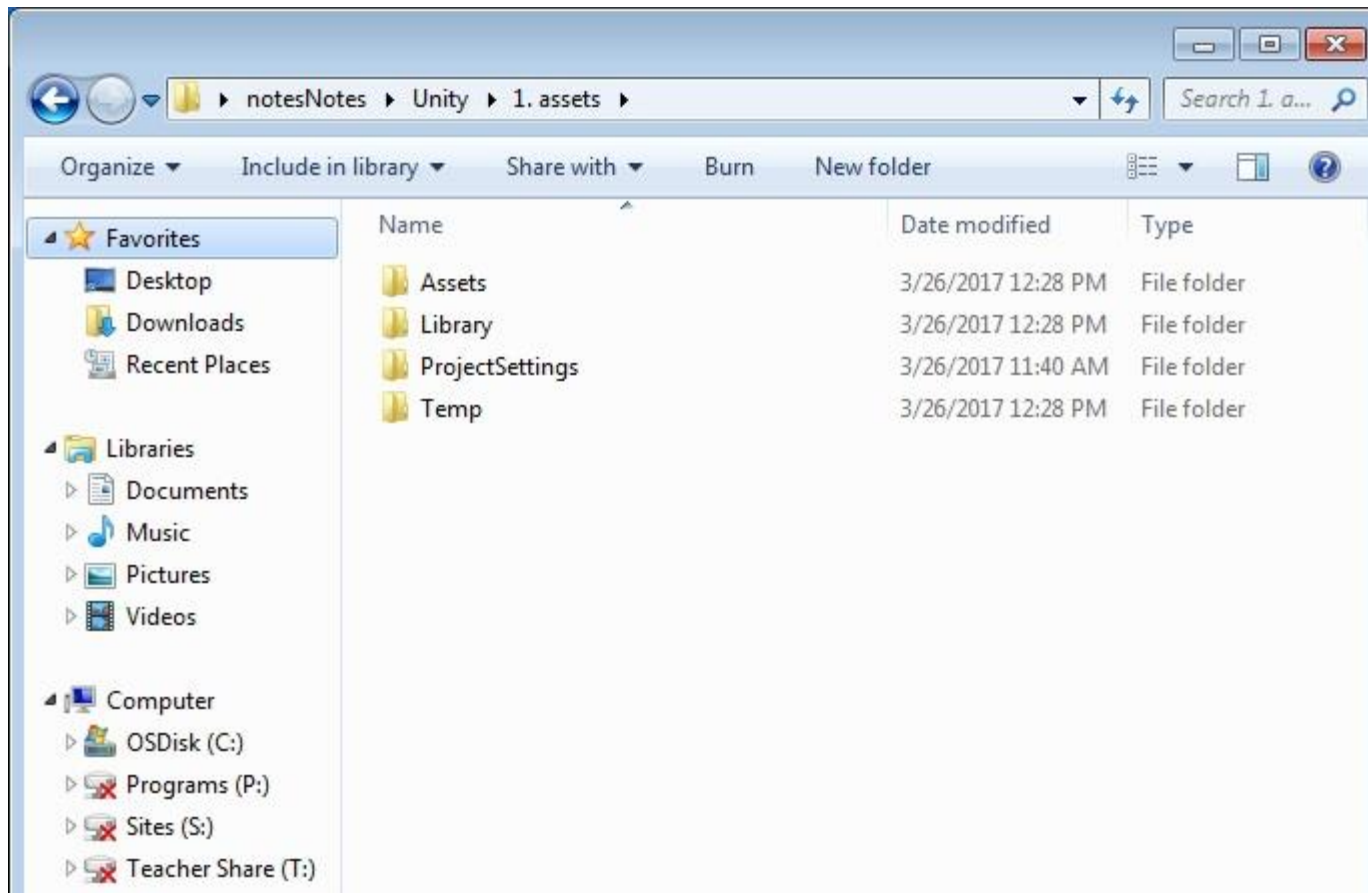 notesNotes Unity 1. assets Search 1. a...
Organize Include in library Share with Burn New folder
Name Date modified Type
Favorites
Desktop
Downloads
Recent Places
Libraries
Documents
Music
Pictures
Videos
Computer
OSDisk (C:)
Programs (P:)
Sites (S:)
Teacher Share (T:)
Assets 3/26/2017 12:28 PM File folder
Library 3/26/2017 12:28 PM File folder
ProjectSettings 3/26/2017 11:40 AM File folder
Temp 3/26/2017 12:28 PM File folder